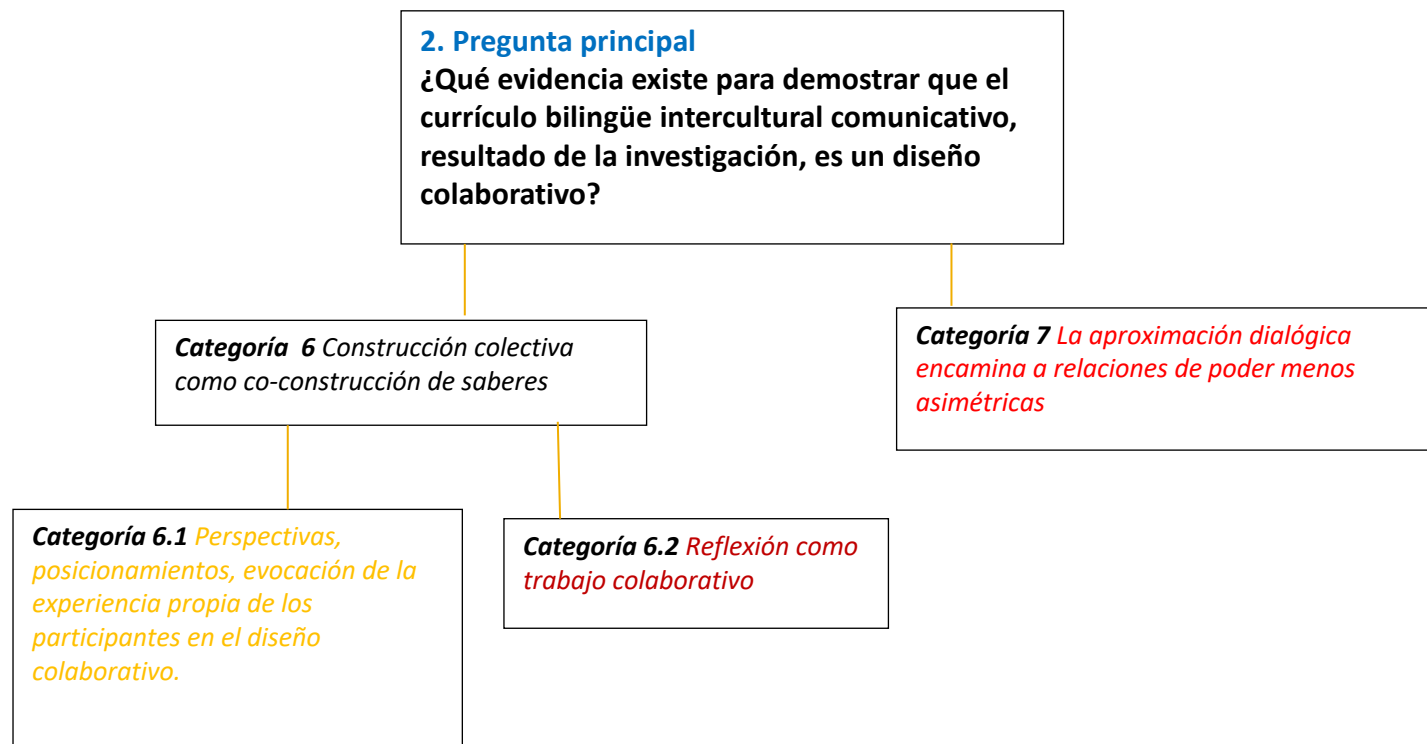 2. Pregunta principal
¿Qué evidencia existe para demostrar que el
currículo bilingüe intercultural comunicativo,
resultado de la investigación, es un diseño
colaborativo?
Categoría  6 Construcción colectiva
como co-construcción de saberes
Categoría 7 La aproximación dialógica
encamina a relaciones de poder menos
asimétricas
Categoría 6.1 Perspectivas,
posicionamientos, evocación de la
experiencia propia de los
participantes en el diseño
colaborativo.
Categoría 6.2 Reflexión como
trabajo colaborativo